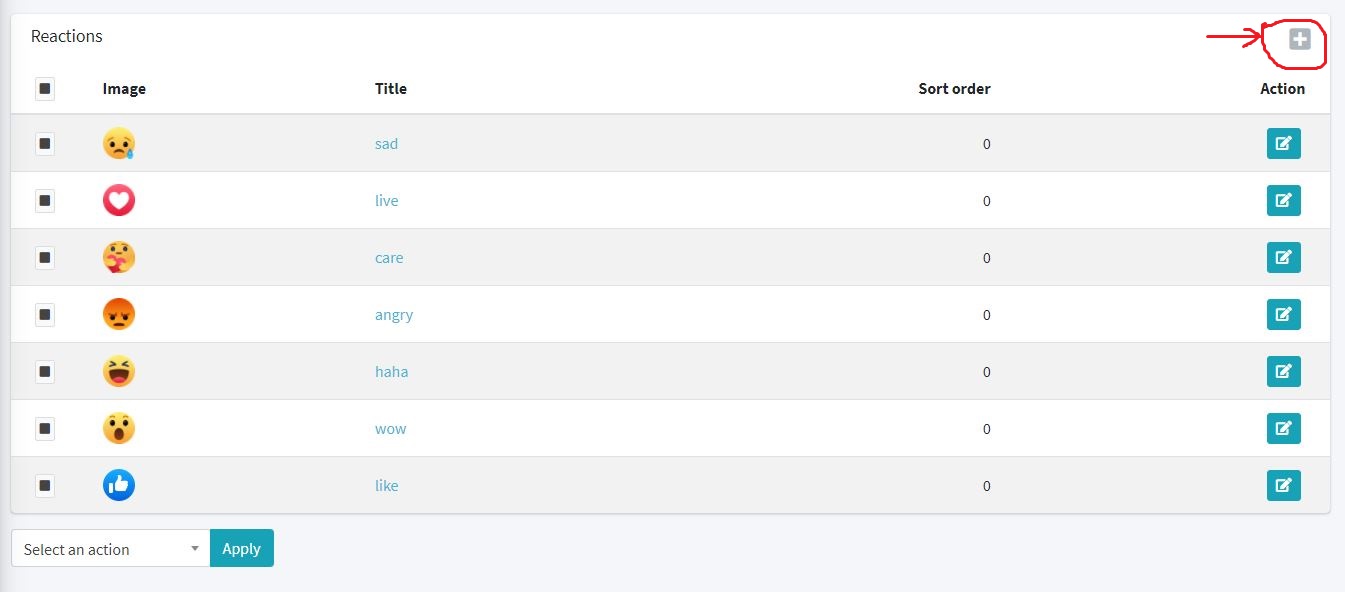 Reactions
Image Title Sort order Action
sad 0
live 0
care 0
angry 0
haha 0
wow 0
like 0
Select an action Apply